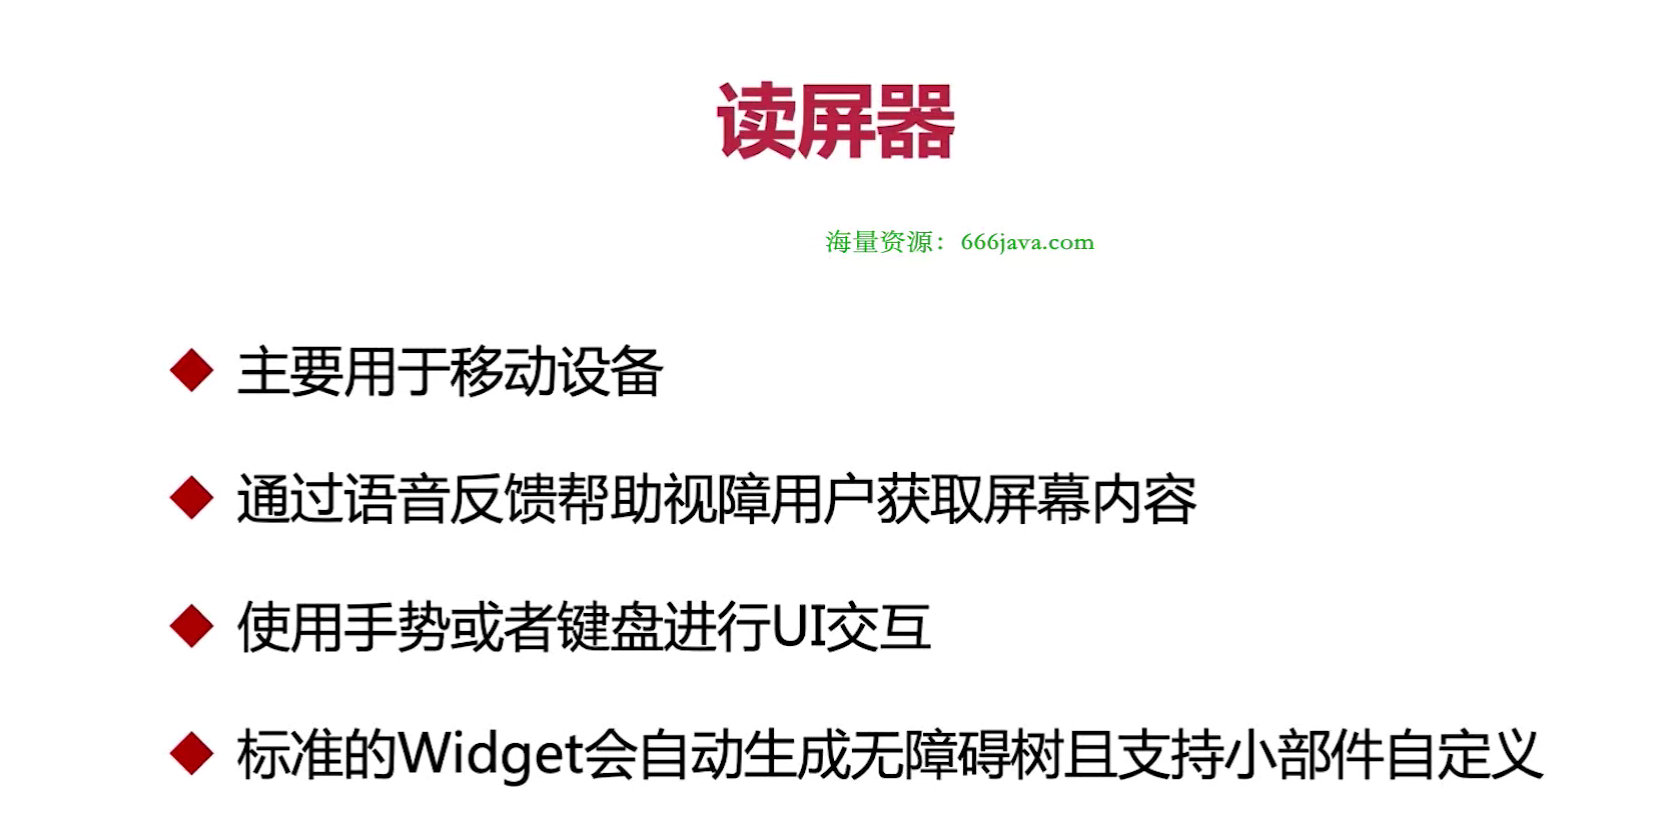 读屏器
海量资源：666java.com
主要用于移动设备
通过语音反馈帮助视障用户获取屏幕内容
使用手势或者键盘进行UI交互
标准的Widget会自动生成无障碍树且支持小部件自定义